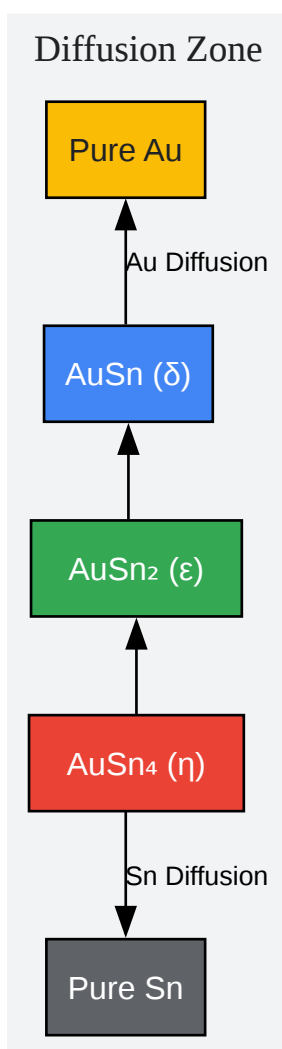 Diffusion Zone
Pure Au
Au Diffusion
AuSn (δ)
AuSn₂ (ε)
AuSn₄ (η)
Sn Diffusion
Pure Sn